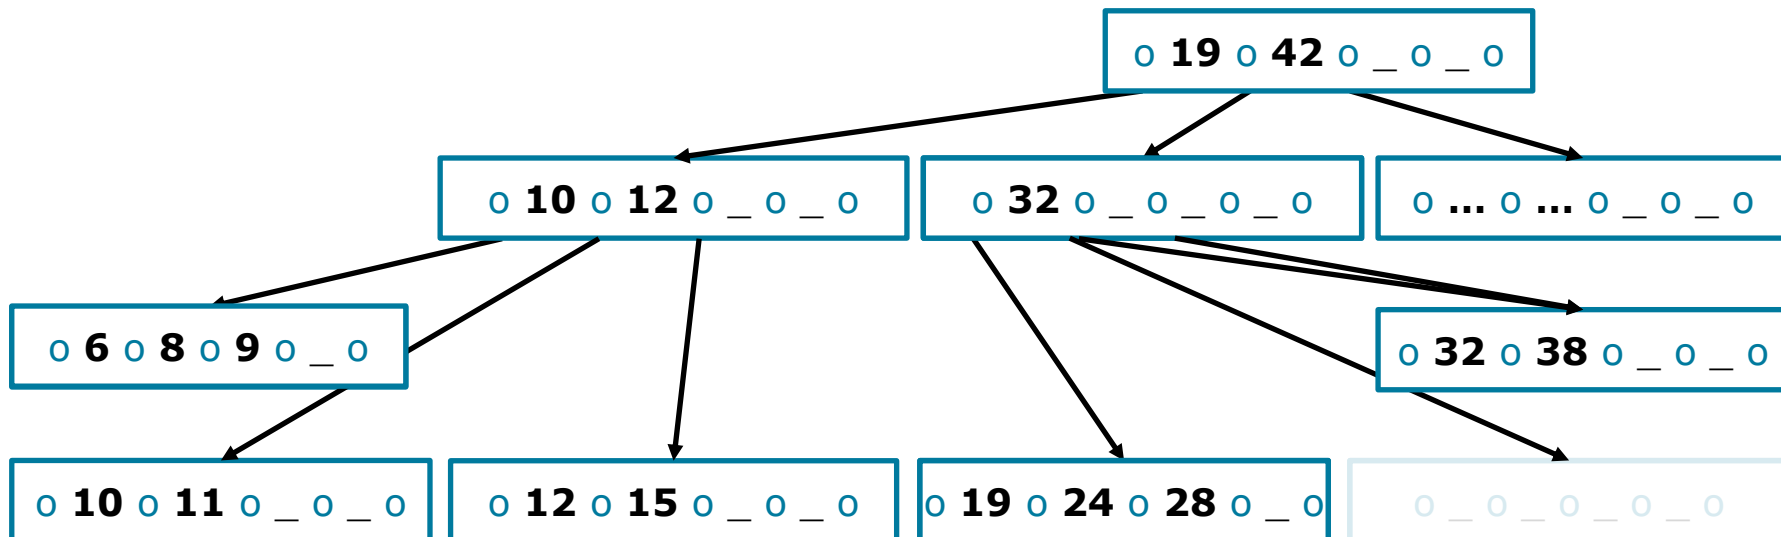 o 19 o 42 o _ o _ o
o 10 o 12 o _ o _ o
o 32 o _ o _ o _ o
o ... o ... o _ o _ o
o 6 o 8 o 9 o _ o
o 32 o 38 o _ o _ o
o 10 o 11 o _ o _ o
o 12 o 15 o _ o _ o
o 19 o 24 o 28 o _ o
o _ o _ o _ o _ o